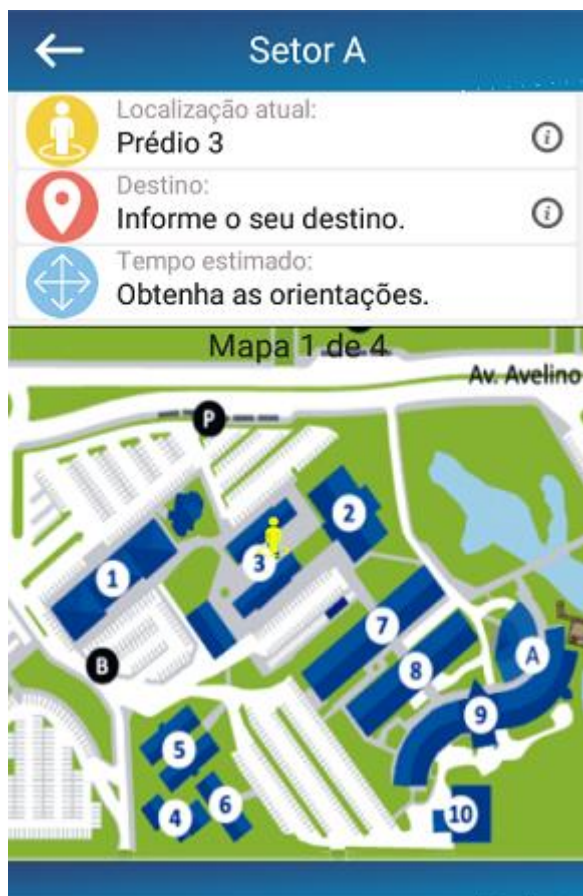 Setor A
Localização atual:
Prédio 3
Destino:
Informe o seu destino.
Tempo estimado:
Obtenha as orientações.
Mapa 1 de 4
Av. Avelino
P
2
3
1
7
A
B
8
9
5
6
4
10